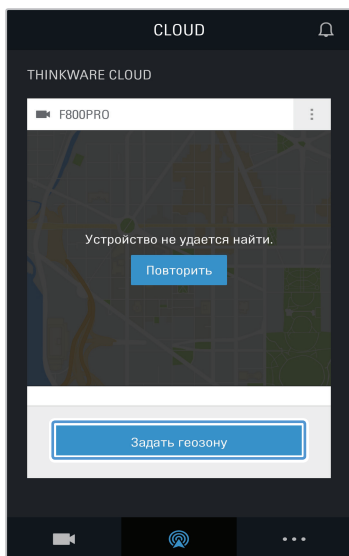 CLOUD
THINKWARE CLOUD
F800PRO
Устройство не удается найти.
Повторить
Задать геозону